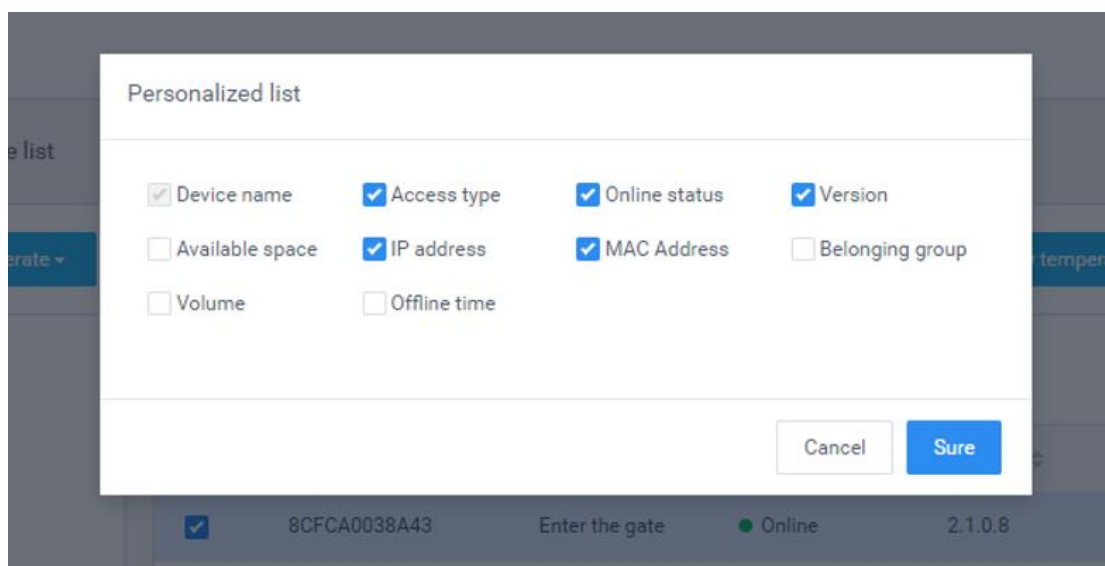 Personalized list
e list
Device name Access type Online status Version
Available space IP address MAC Address Belonging group
erate
temper
Volume Offline time
Cancel Sure
8CFCA0038A43 Enter the gate Online 2.1.0.8